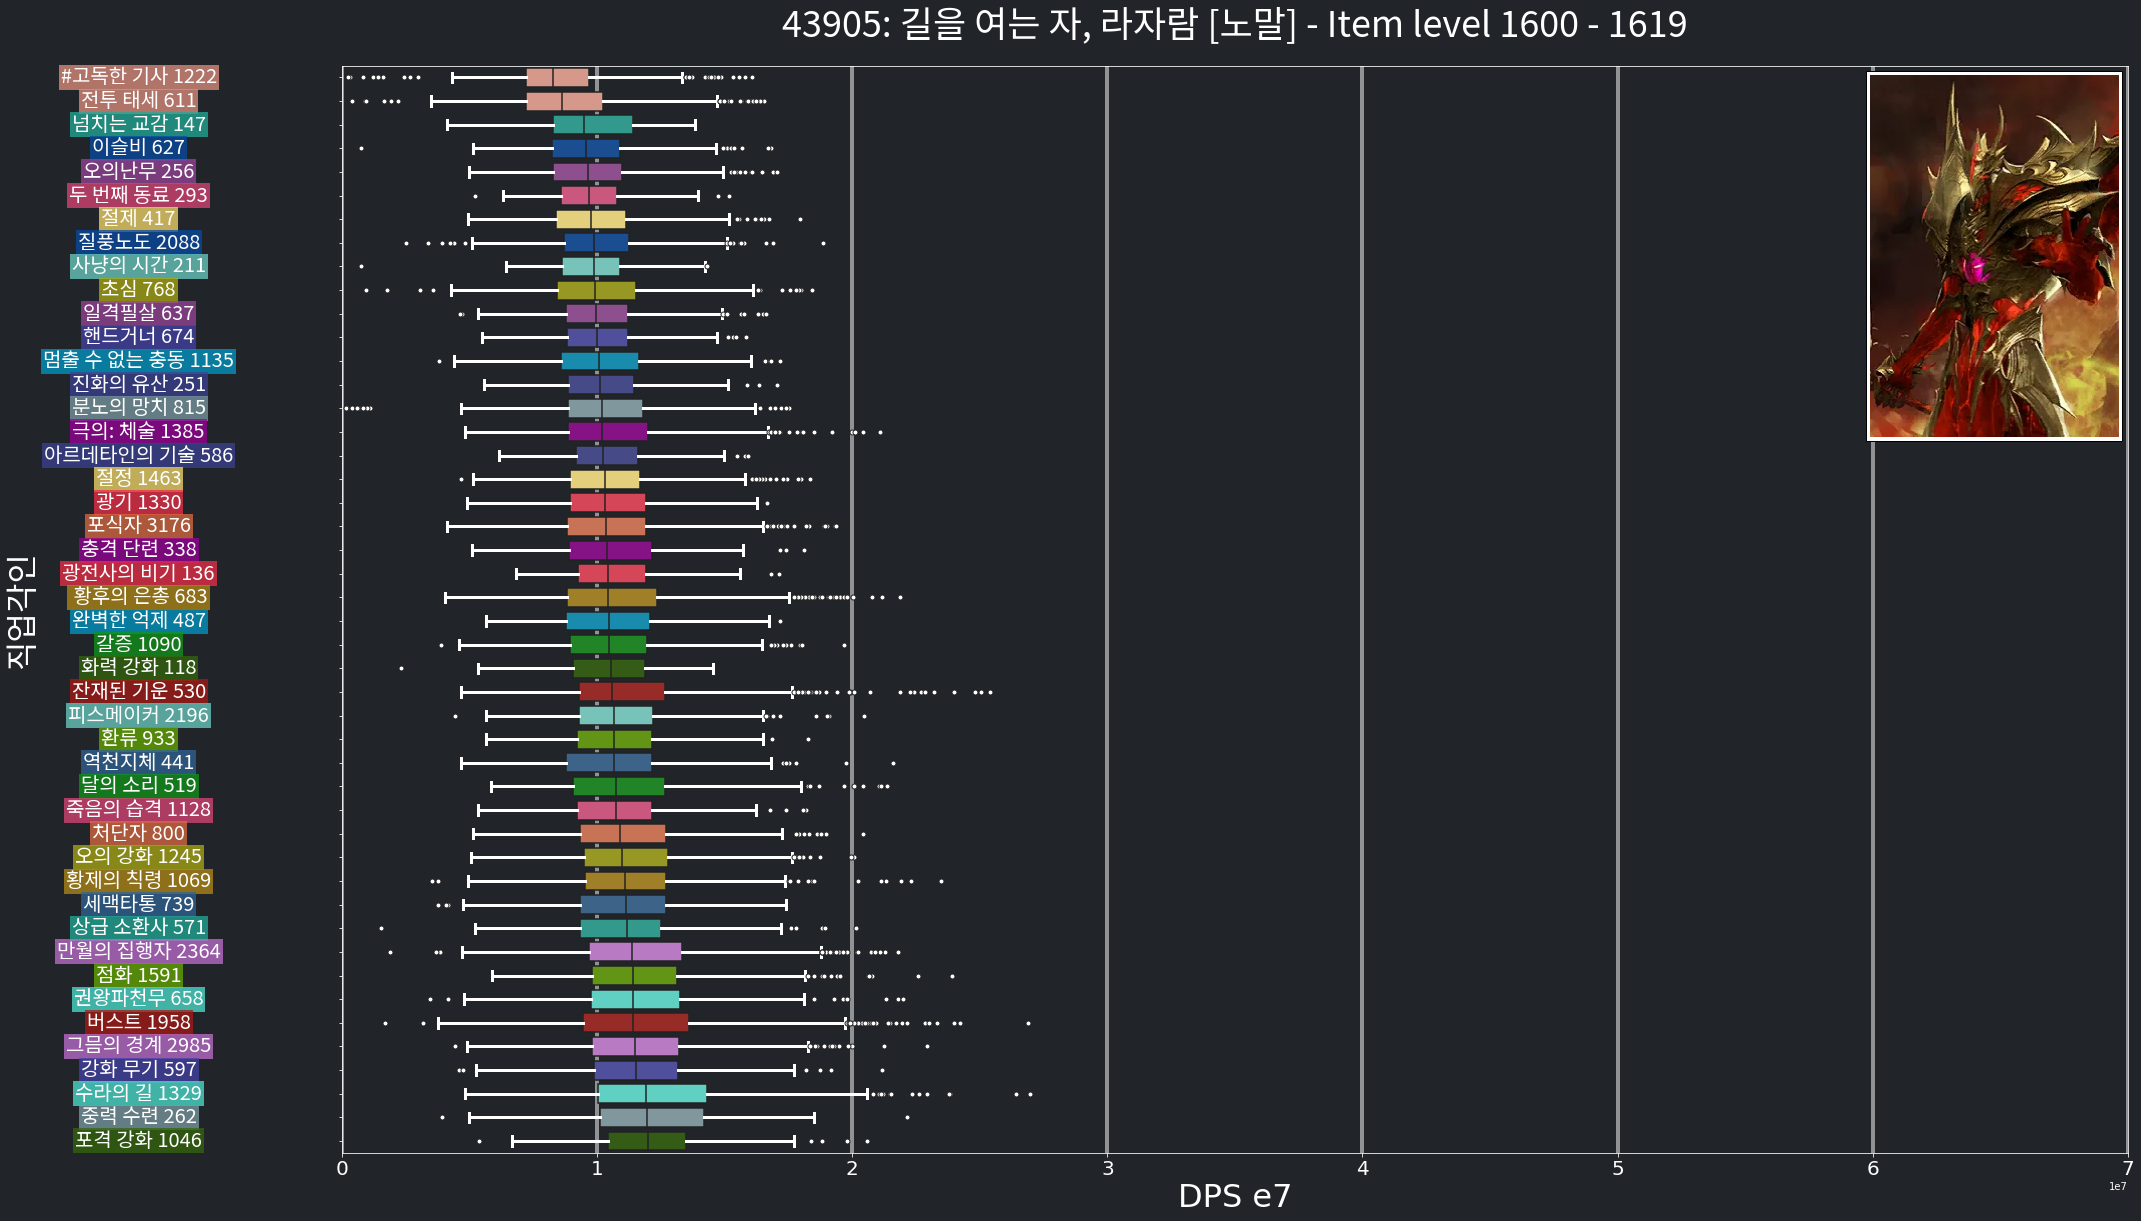 43905: 길을 여는 자, 라자람 [노말] - Item level 1600 - 1619
#고독한 기사 1222
전투 태세 611
넘치는 교감 147
이슬비 627
오의난무 256
두 번째 동료 293
절제 417
질풍노도 2088
사냥의 시간 211
초심 768
일격필살 637
핸드거너 674
멈출 수 없는 충동 1135
진화의 유산 251
분노의 망치 815
극의: 체술 1385
아르데타인의 기술 586
절정 1463
광기 1330
포식자 3176
충격 단련 338
광전사의 비기 136
황후의 은총 683
완벽한 억제 487
갈증 1090
화력 강화 118
잔재된 기운 530
피스메이커 2196
환류 933
역천지체 441
달의 소리 519
죽음의 습격 1128
처단자 800
오의 강화 1245
황제의 칙령 1069
세맥타통 739
상급 소환사 571
만월의 집행자 2364
점화 1591
권왕파천무 658
버스트 1958
그믐의 경계 2985
강화 무기 597
수라의 길 1329
중력 수련 262
포격 강화 1046
직업각인
0 1 2 3 4 5 6 7
1e7
DPS e7